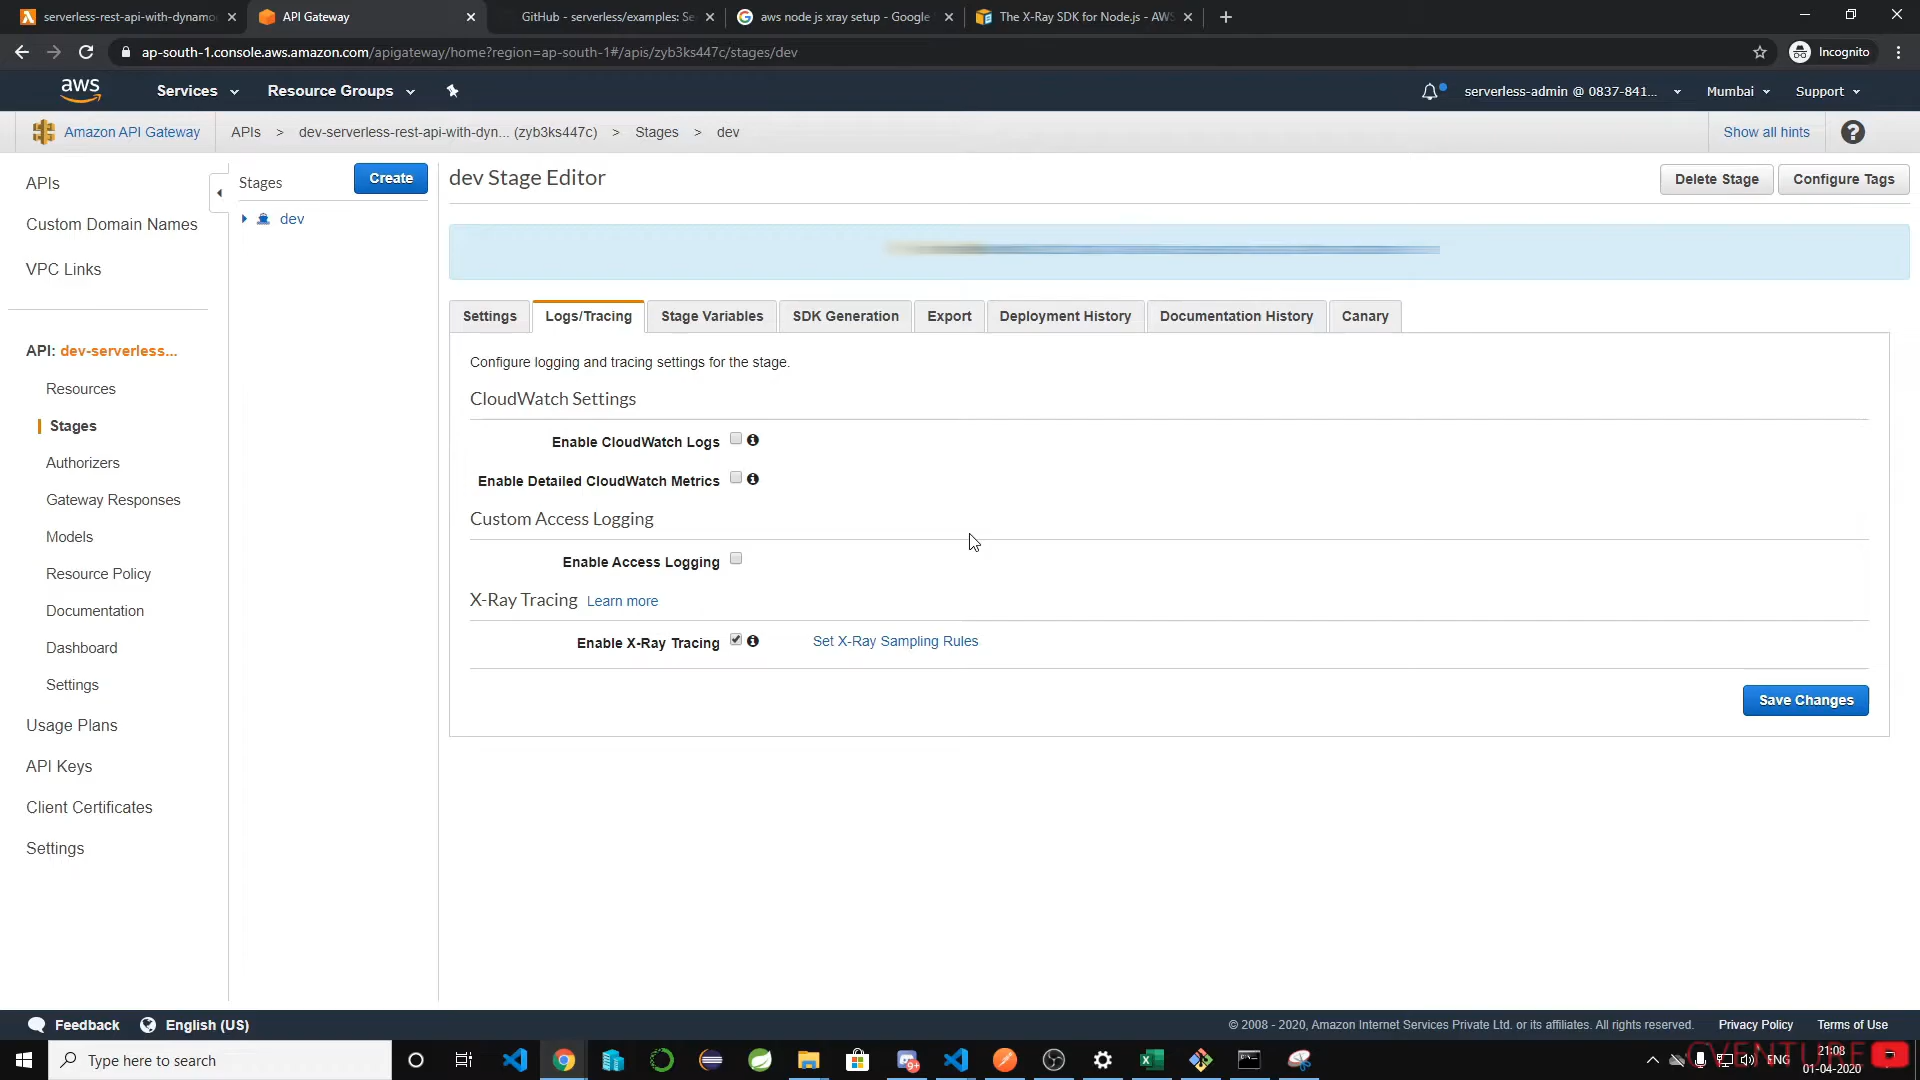 serverless-rest-api-with-dynamo
API Gateway
GitHub - serverless/examples: Se
aws node js xray setup - Google
The X-Ray SDK for Node.js - AWS
ap-south-1.console.aws.amazon.com/apigateway/home?region=ap-south-1#/apis/zyb3ks447c/stages/dev
Incognito
aws
Services
Resource Groups
serverless-admin @ 0837-841...
Mumbai
Support
Amazon API Gateway
APIs > dev-serverless-rest-api-with-dyn... (zyb3ks447c) > Stages > dev
Show all hints
APIs
Custom Domain Names
VPC Links
API: dev-serverless...
Resources
Stages
Authorizers
Gateway Responses
Models
Resource Policy
Documentation
Dashboard
Settings
Usage Plans
API Keys
Client Certificates
Settings
Stages
Create
dev
dev Stage Editor
Delete Stage
Configure Tags
Settings
Logs/Tracing
Stage Variables
SDK Generation
Export
Deployment History
Documentation History
Canary
Configure logging and tracing settings for the stage.
CloudWatch Settings
Enable CloudWatch Logs
Enable Detailed CloudWatch Metrics
Custom Access Logging
Enable Access Logging
X-Ray Tracing Learn more
Enable X-Ray Tracing
Set X-Ray Sampling Rules
Save Changes
Feedback
English (US)
© 2008 - 2020, Amazon Internet Services Private Ltd. or its affiliates. All rights reserved.
Privacy Policy
Terms of Use
Type here to search
ENG
21:08
01-04-2020
CVENTURE